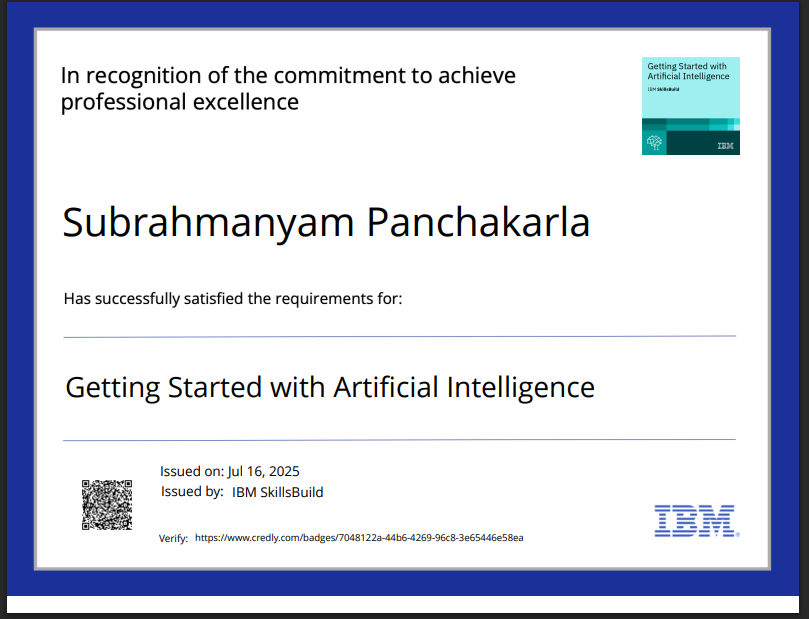 In recognition of the commitment to achieve
professional excellence
Getting Started with
Artificial Intelligence
IBM SkillsBuild
IBM
Subrahmanyam Panchakarla
Has successfully satisfied the requirements for:
Getting Started with Artificial Intelligence
Issued on: Jul 16, 2025
Issued by: IBM SkillsBuild
Verify: https://www.credly.com/badges/7048122a-44b6-4269-96c8-3e65446e58ea
IBM®